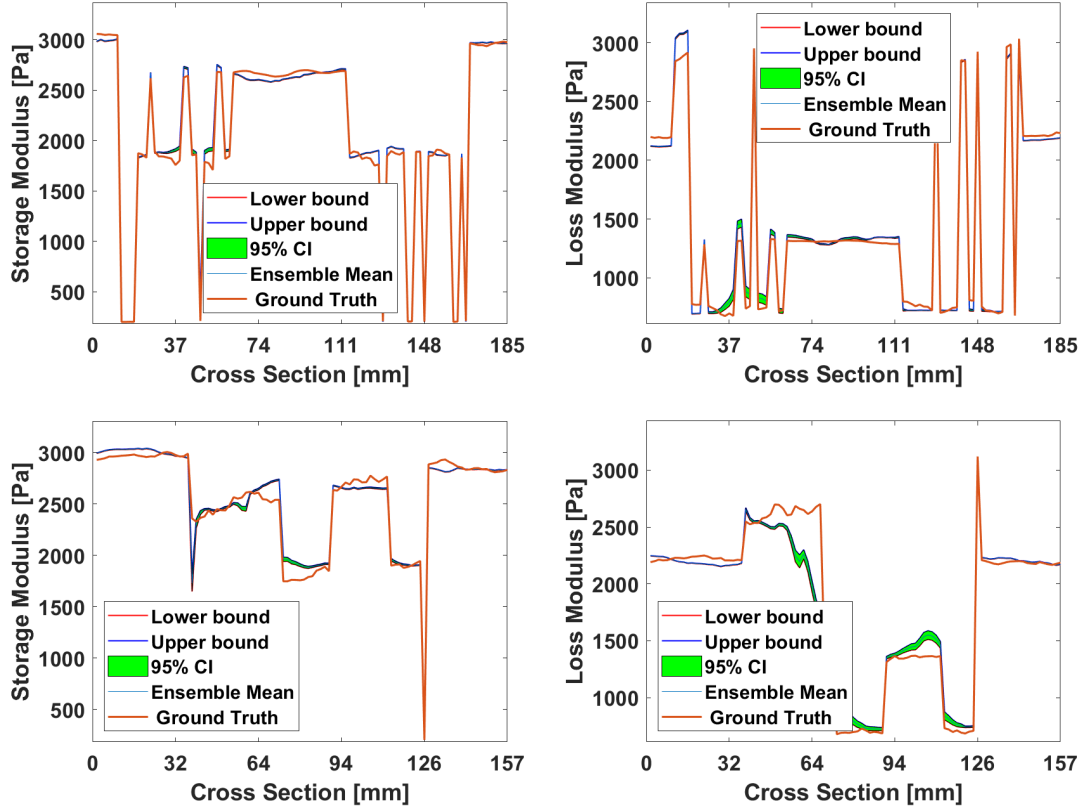 3000
2500
2000
1500
1000
500
Storage Modulus [Pa]
Lower bound
Upper bound
95% CI
Ensemble Mean
Ground Truth
0 37 74 111 148 185
Cross Section [mm]
3000
2500
2000
1500
1000
Loss Modulus [Pa]
Lower bound
Upper bound
95% CI
Ensemble Mean
Ground Truth
0 37 74 111 148 185
Cross Section [mm]
3000
2500
2000
1500
1000
500
Storage Modulus [Pa]
Lower bound
Upper bound
95% CI
Ensemble Mean
Ground Truth
0 32 64 94 126 157
Cross Section [mm]
3000
2500
2000
1500
1000
Loss Modulus [Pa]
Lower bound
Upper bound
95% CI
Ensemble Mean
Ground Truth
0 32 64 94 126 157
Cross Section [mm]